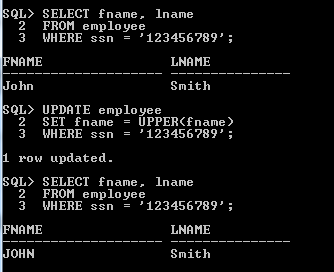 SQL> SELECT fname, lname
  2  FROM employee
  3  WHERE ssn = '123456789';
FNAME           LNAME
--------------- ---------------
John            Smith
SQL> UPDATE employee
  2  SET fname = UPPER(fname)
  3  WHERE ssn = '123456789';
1 row updated.
SQL> SELECT fname, lname
  2  FROM employee
  3  WHERE ssn = '123456789';
FNAME           LNAME
--------------- ---------------
JOHN            Smith